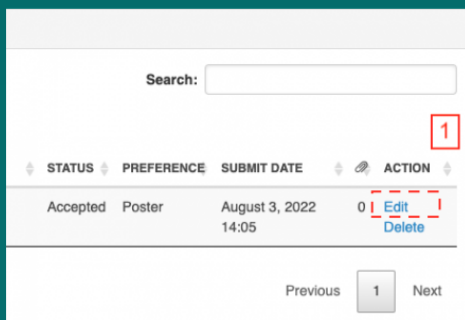 Search:
1
STATUS PREFERENCE SUBMIT DATE ACTION
Accepted Poster August 3, 2022 0 Edit
14:05 Delete
Previous 1 Next